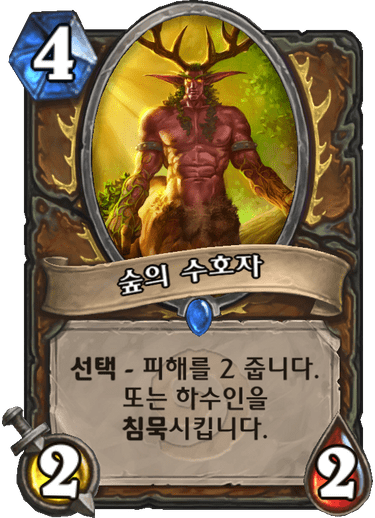 4
숲의 수호자
선택 - 피해를 2 줍니다.
또는 하수인을
침묵시킵니다.
2
2